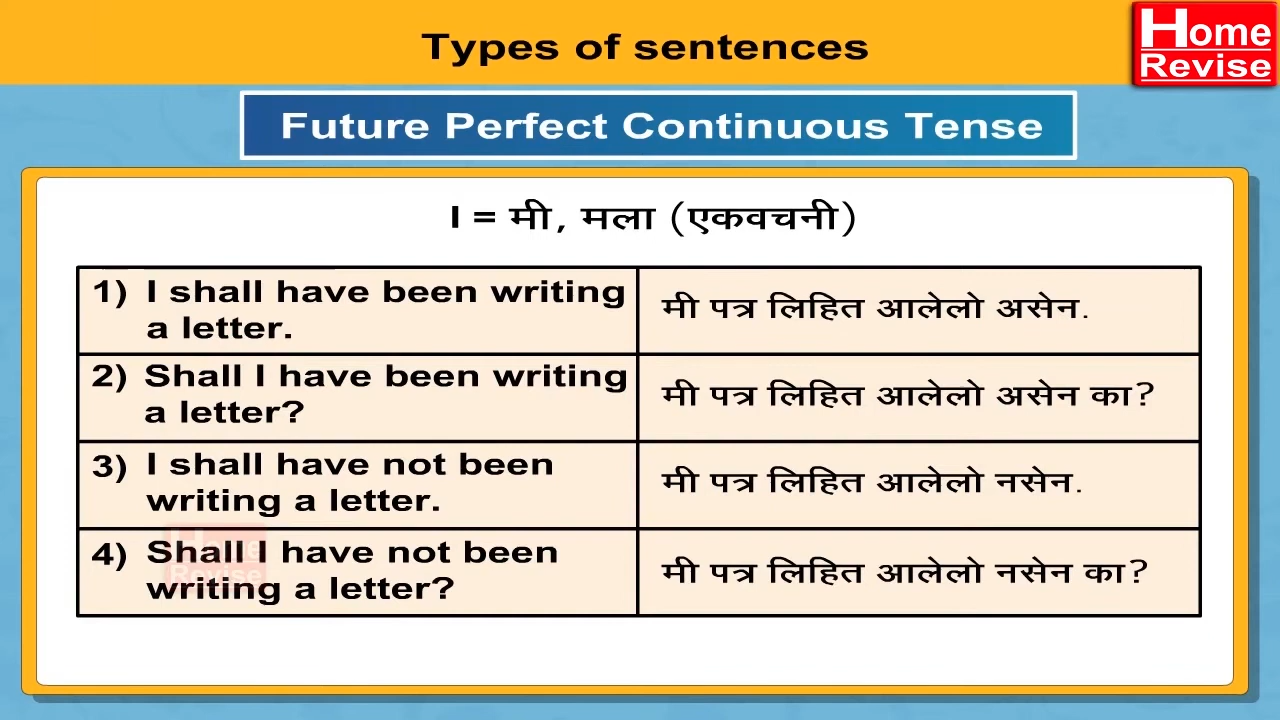 Types of sentences
Home
Revise
Future Perfect Continuous Tense
I = मी, मला (एकवचनी)
1) I shall have been writing
a letter.
मी पत्र लिहित आलेलो असेन.
2) Shall I have been writing
a letter?
मी पत्र लिहित आलेलो असेन का?
3) I shall have not been
writing a letter.
मी पत्र लिहित आलेलो नसेन.
4) Shall I have not been
writing a letter?
मी पत्र लिहित आलेलो नसेन का?
Home
Revise